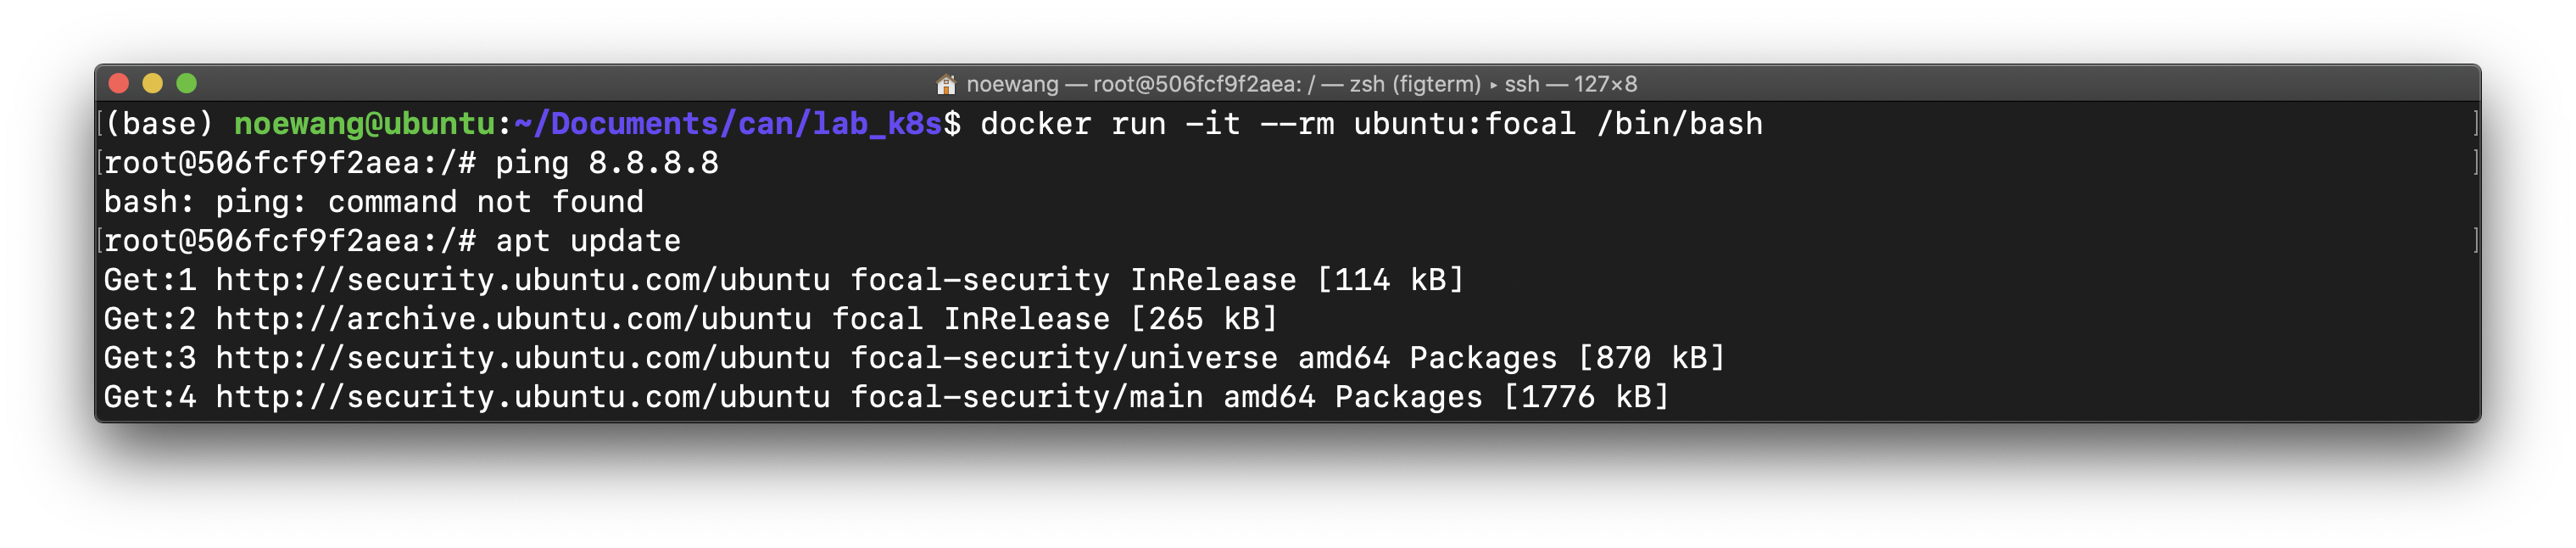 noewang — root@506fcf9f2aea: / — zsh (figterm) ▸ ssh — 127×8
(base) noewang@ubuntu:~/Documents/can/lab_k8s$ docker run -it --rm ubuntu:focal /bin/bash
root@506fcf9f2aea:/# ping 8.8.8.8
bash: ping: command not found
root@506fcf9f2aea:/# apt update
Get:1 http://security.ubuntu.com/ubuntu focal-security InRelease [114 kB]
Get:2 http://archive.ubuntu.com/ubuntu focal InRelease [265 kB]
Get:3 http://security.ubuntu.com/ubuntu focal-security/universe amd64 Packages [870 kB]
Get:4 http://security.ubuntu.com/ubuntu focal-security/main amd64 Packages [1776 kB]